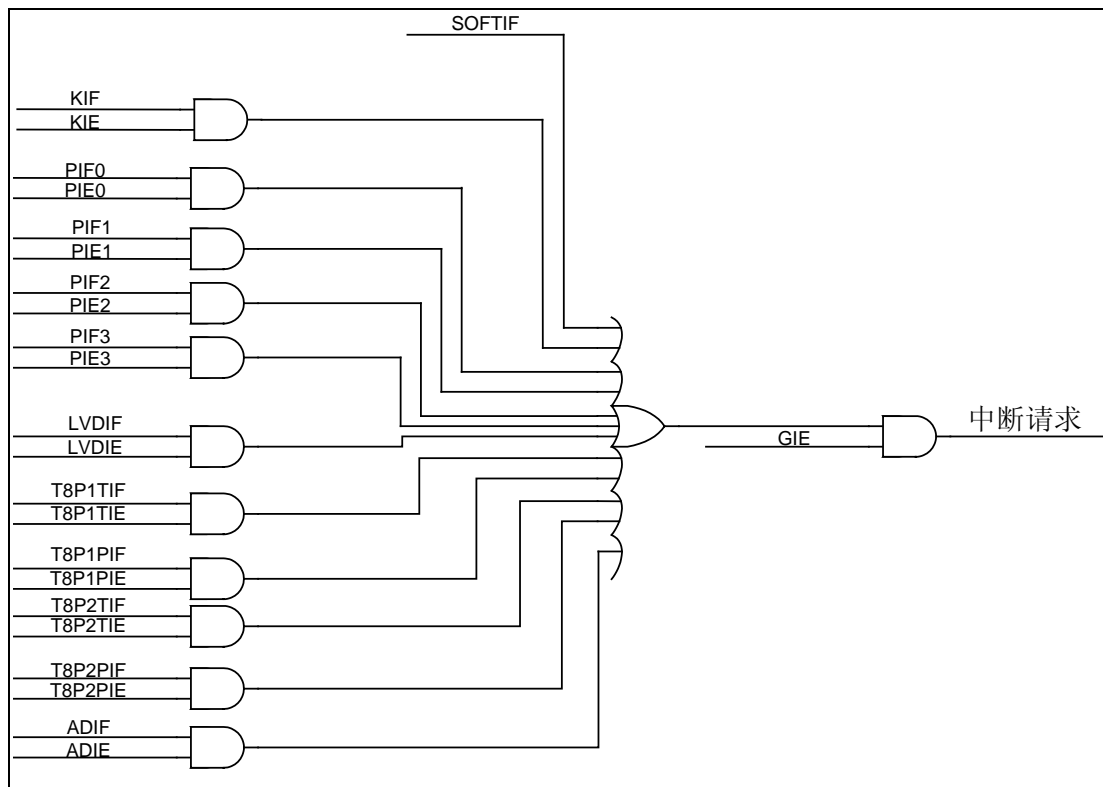 SOFTIF
KIF
KIE
PIF0
PIE0
PIF1
PIE1
PIF2
PIE2
PIF3
PIE3
LVDIF
LVDIE
GIE
中断请求
T8P1TIF
T8P1TIE
T8P1PIF
T8P1PIE
T8P2TIF
T8P2TIE
T8P2PIF
T8P2PIE
ADIF
ADIE